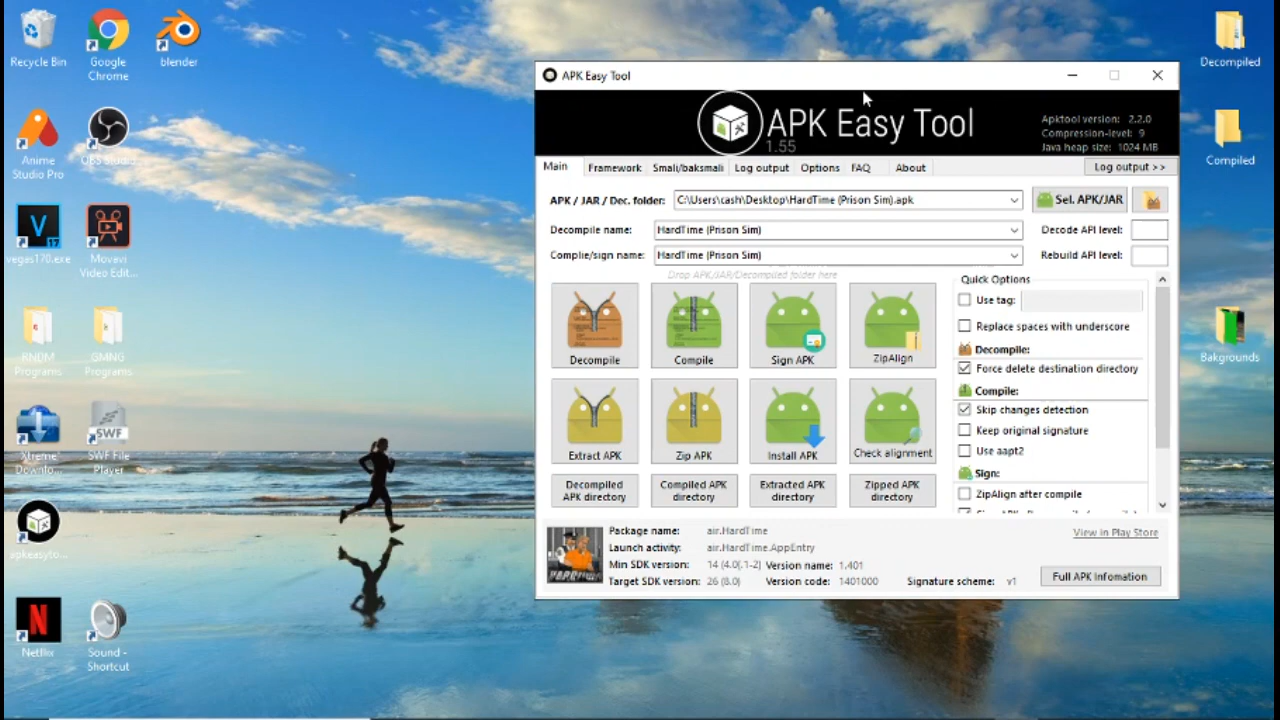 Recycle Bin
Google
Chrome
blender
Anime
Studio Pro
OBS Studio
vegas170.exe
Movavi
Video Edit...
RNDM
Programs
GMNG
Programs
Xtreme
Downlo...
SWF
SWF File
Player
apkeasyto...
Netflix
Sound -
Shortcut
Decompiled
Compiled
Bakgrounds
APK Easy Tool
APK Easy Tool
1.55
Apktool version: 2.2.0
Compression-level: 9
Java heap size: 1024 MB
Main
Framework
Smali/baksmali
Log output
Options
FAQ
About
Log output >>
APK / JAR / Dec. folder:
C:\Users\cash\Desktop\HardTime (Prison Sim).apk
Sel. APK/JAR
Decompile name:
HardTime (Prison Sim)
Decode API level:
Complie/sign name:
HardTime (Prison Sim)
Rebuild API level:
Drop APK/JAR/Decompiled folder here
Decompile
Compile
Sign APK
ZipAlign
Extract APK
Zip APK
Install APK
Check alignment
Decompiled
APK directory
Compiled APK
directory
Extracted APK
directory
Zipped APK
directory
Quick Options
Use tag:
Replace spaces with underscore
Decompile:
Force delete destination directory
Compile:
Skip changes detection
Keep original signature
Use aapt2
Sign:
ZipAlign after compile
Package name: air.HardTime
Launch activity: air.HardTime.AppEntry
Min SDK version: 14 (4.0(.1-2) Version name: 1.401
Target SDK version: 26 (8.0) Version code: 1401000 Signature scheme: v1
View in Play Store
Full APK Infomation